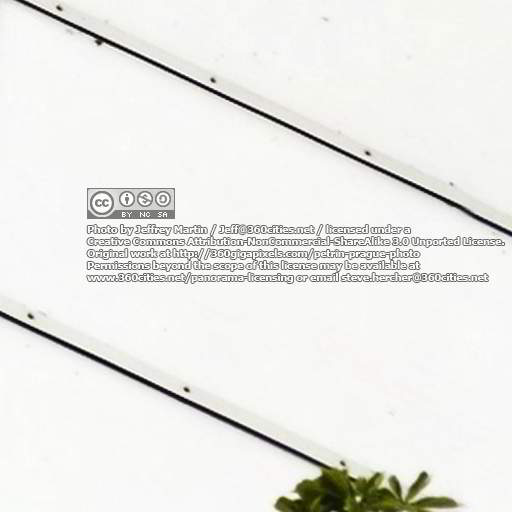 cc BY NC SA
Photo by Jeffrey Martin / Jeff@360cities.net / licensed under a
Creative Commons Attribution-NonCommercial-ShareAlike 3.0 Unported License.
Original work at http://360gigapixels.com/petrin-prague-photo
Permissions beyond the scope of this license may be available at
www.360cities.net/panorama-licensing or email steve.hercher@360cities.net